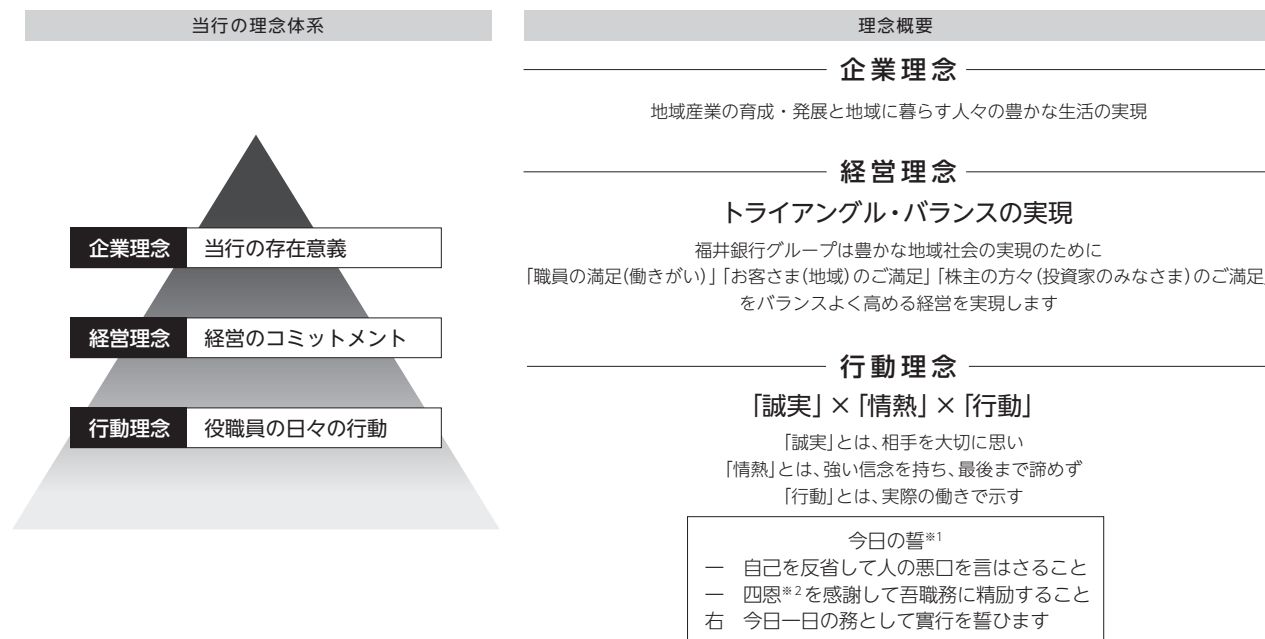 当行の理念体系
企業理念 当行の存在意義
経営理念 経営のコミットメント
行動理念 役職員の日々の行動
理念概要
企業理念
地域産業の育成・発展と地域に暮らす人々の豊かな生活の実現
経営理念
トライアングル・バランスの実現
福井銀行グループは豊かな地域社会の実現のために
「職員の満足(働きがい)」「お客さま(地域)のご満足」「株主の方々(投資家のみなさま)のご満足」
をバランスよく高める経営を実現します
行動理念
「誠実」×「情熱」×「行動」
「誠実」とは、相手を大切に思い
「情熱」とは、強い信念を持ち、最後まで諦めず
「行動」とは、実際の働きで示す
今日の誓※1
一 自己を反省して人の悪口を言はさること
一 四恩※2を感謝して吾職務に精励すること
右 今日一日の務として實行を誓ひます